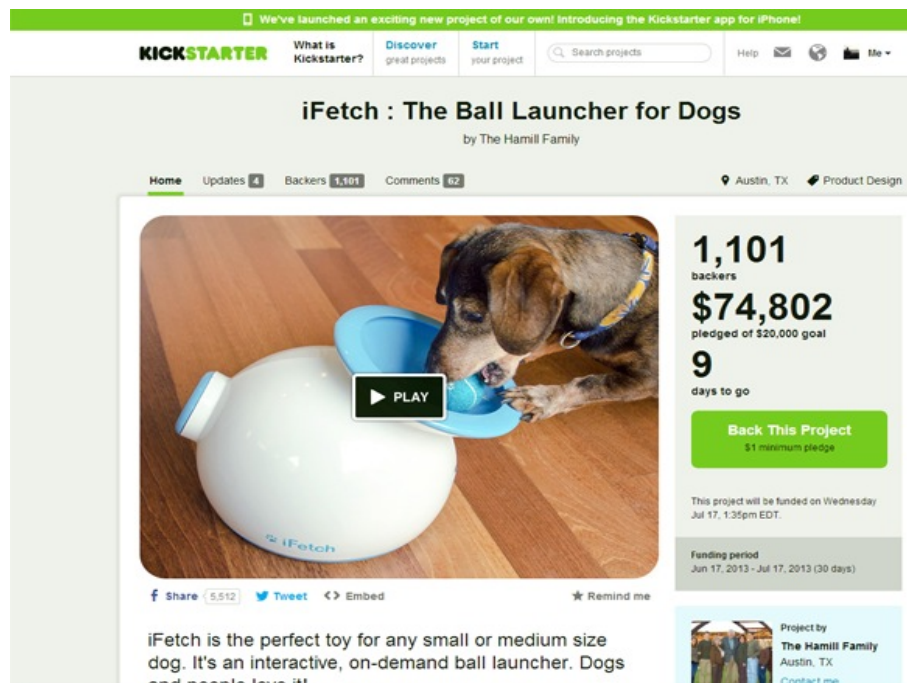 We've launched an exciting new project of our own! Introducing the Kickstarter app for iPhone!
KICKSTARTER
What is
Kickstarter?
Discover
great projects
Start
your project
Search projects
Help
Me
iFetch : The Ball Launcher for Dogs
by The Hamill Family
Home Updates 4 Backers 1,101 Comments 62
Austin, TX Product Design
PLAY
iFetch
1,101
backers
$74,802
pledged of $20,000 goal
9
days to go
Back This Project
$1 minimum pledge
This project will be funded on Wednesday
Jul 17, 1:35pm EDT.
Funding period
Jun 17, 2013 - Jul 17, 2013 (30 days)
Share 5,512 Tweet Embed Remind me
iFetch is the perfect toy for any small or medium size
dog. It's an interactive, on-demand ball launcher. Dogs
and people love it!
Project by
The Hamill Family
Austin, TX
Contact me